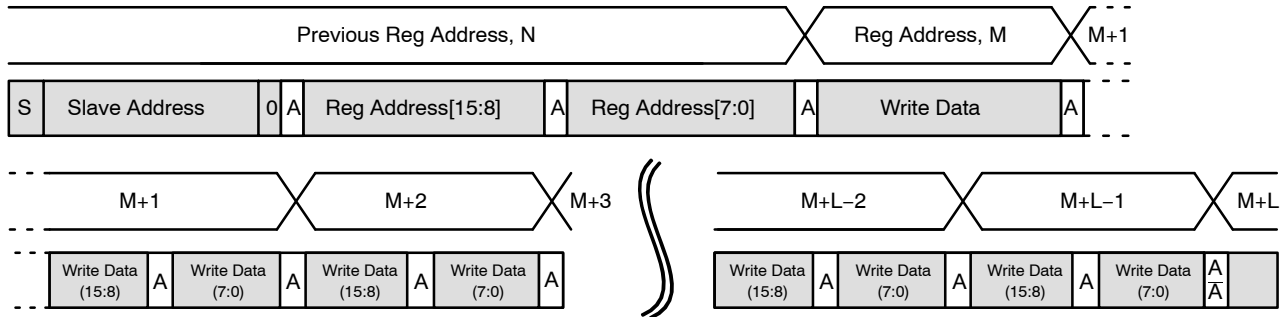 Previous Reg Address, N Reg Address, M M+1
S Slave Address 0 A Reg Address[15:8] A Reg Address[7:0] A Write Data A
M+1 M+2 M+3 M+L−2 M+L−1 M+L
Write Data A Write Data A Write Data A Write Data A Write Data A Write Data A Write Data A Write Data A
(15:8) (7:0) (15:8) (7:0) (15:8) (7:0) (15:8) (7:0) A̅